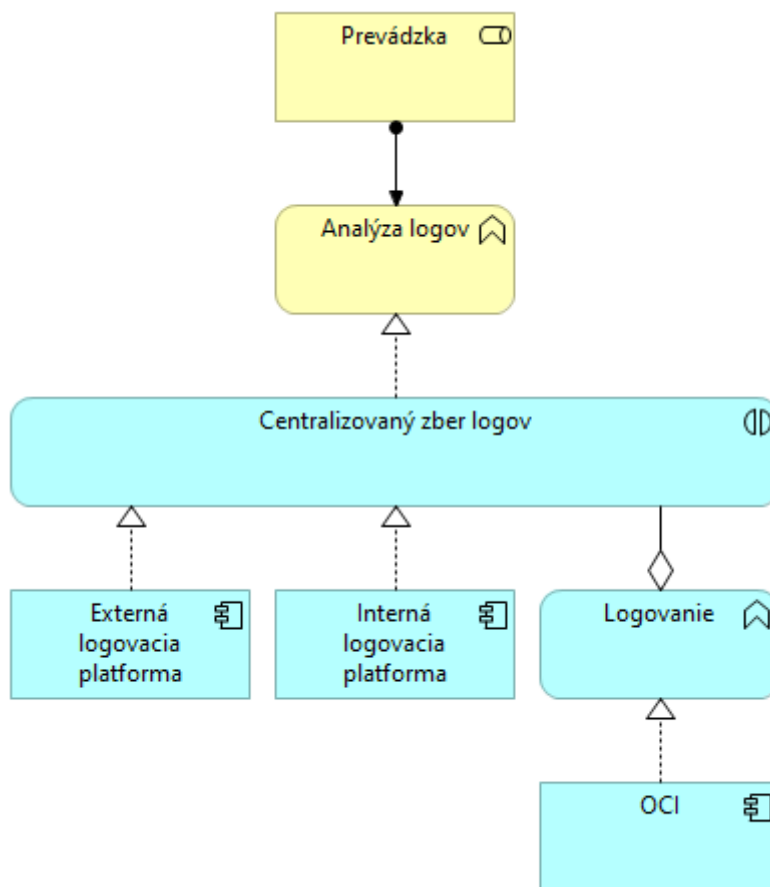 Prevádzka
Analýza logov
Centralizovaný zber logov
Externá
logovacia
platforma
Interná
logovacia
platforma
Logovanie
OCI